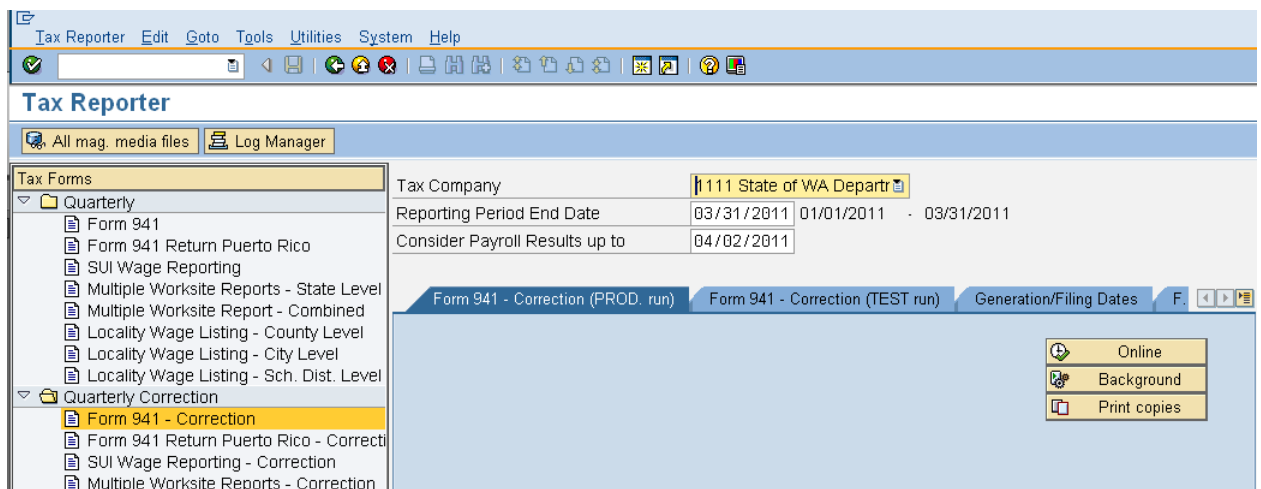 Tax Reporter Edit Goto Tools Utilities System Help
Tax Reporter
All mag. media files Log Manager
Tax Forms
Quarterly
Form 941
Form 941 Return Puerto Rico
SUI Wage Reporting
Multiple Worksite Reports - State Level
Multiple Worksite Report - Combined
Locality Wage Listing - County Level
Locality Wage Listing - City Level
Locality Wage Listing - Sch. Dist. Level
Quarterly Correction
Form 941 - Correction
Form 941 Return Puerto Rico - Correcti
SUI Wage Reporting - Correction
Multiple Worksite Reports - Correction
Tax Company 1111 State of WA Departr
Reporting Period End Date 03/31/2011 01/01/2011 - 03/31/2011
Consider Payroll Results up to 04/02/2011
Form 941 - Correction (PROD. run) Form 941 - Correction (TEST run) Generation/Filing Dates F.
Online
Background
Print copies